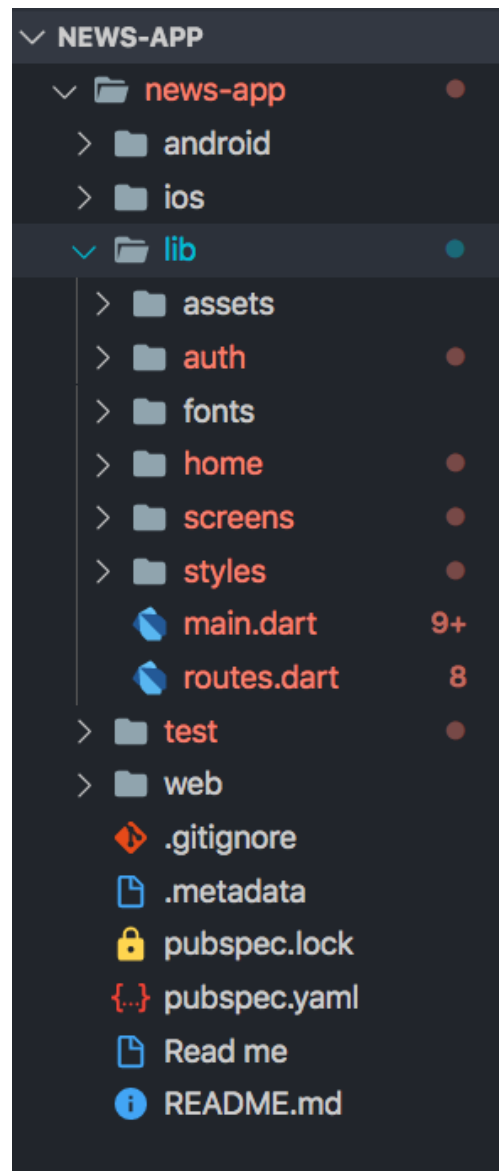 NEWS-APP
news-app
android
ios
lib
assets
auth
fonts
home
screens
styles
main.dart 9+
routes.dart 8
test
web
.gitignore
.metadata
pubspec.lock
{...} pubspec.yaml
Read me
README.md